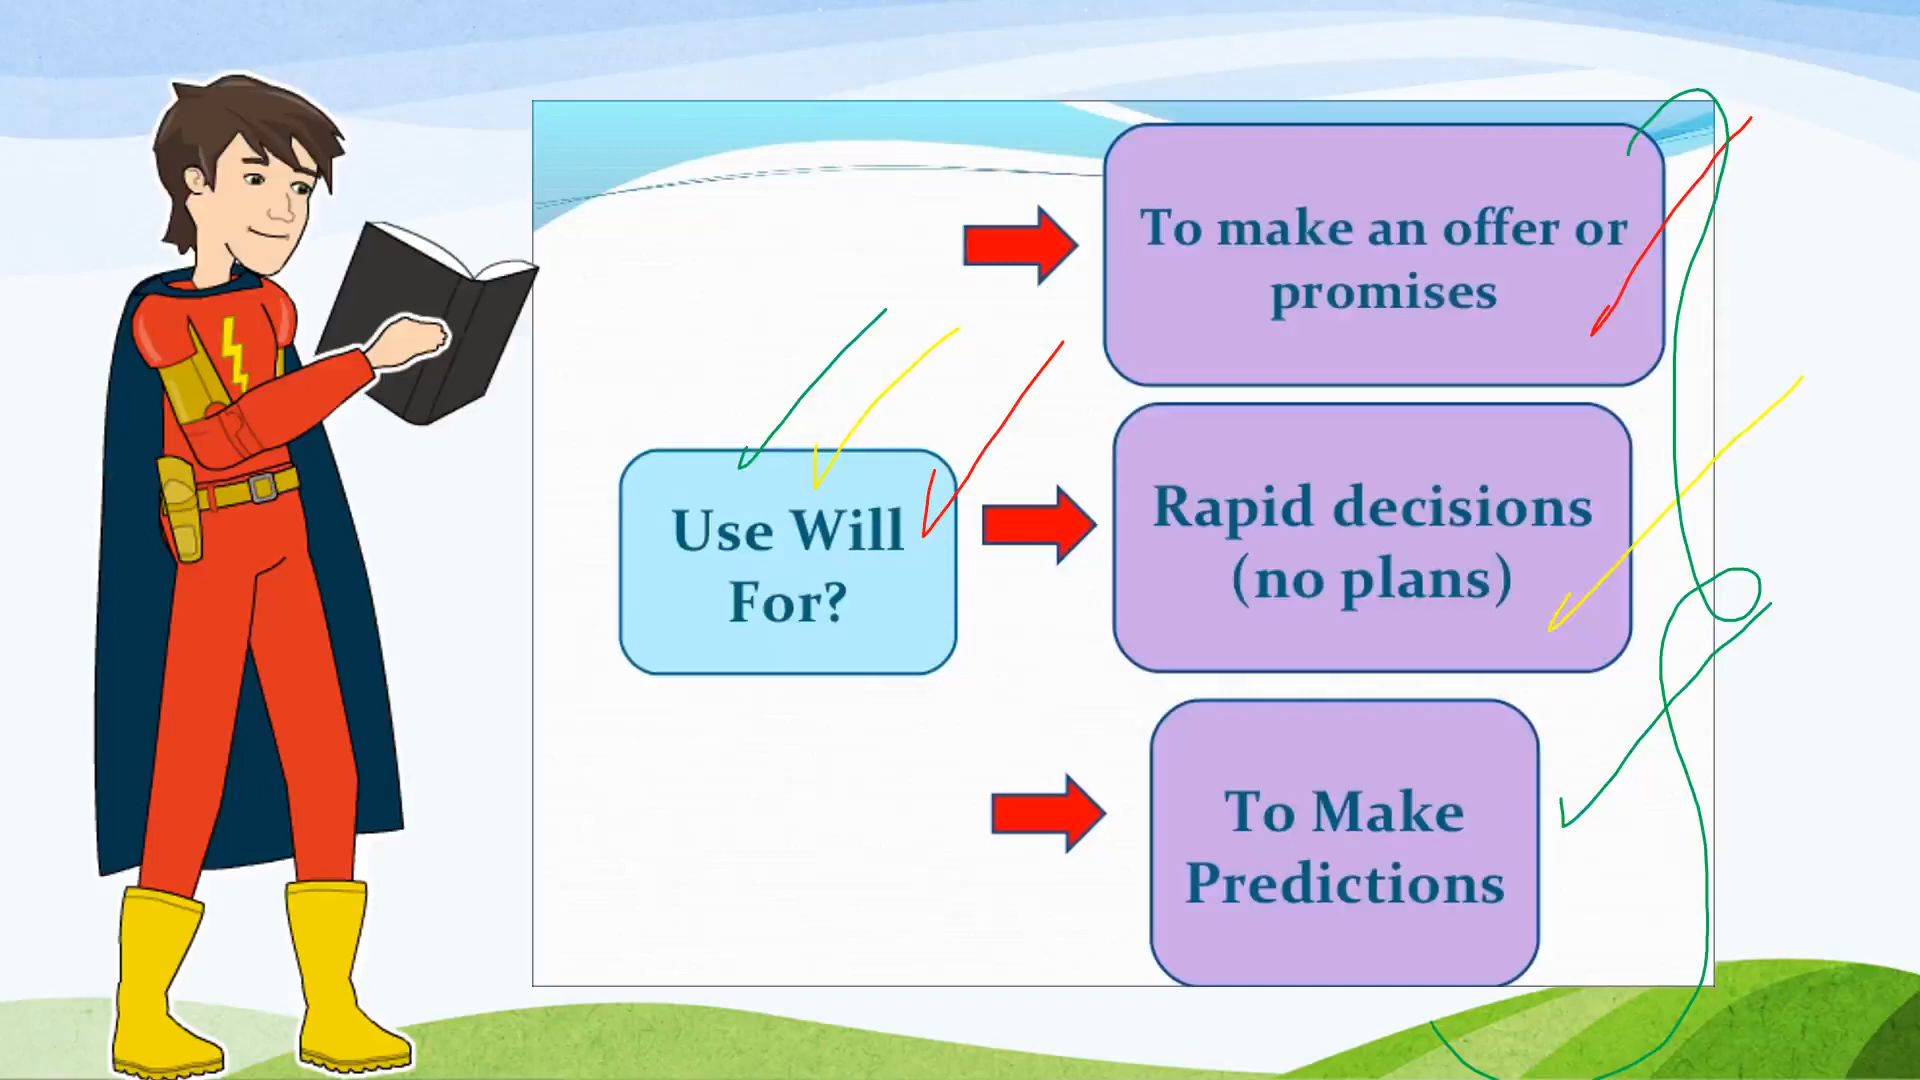 Use Will
For?
To make an offer or
promises
Rapid decisions
(no plans)
To Make
Predictions